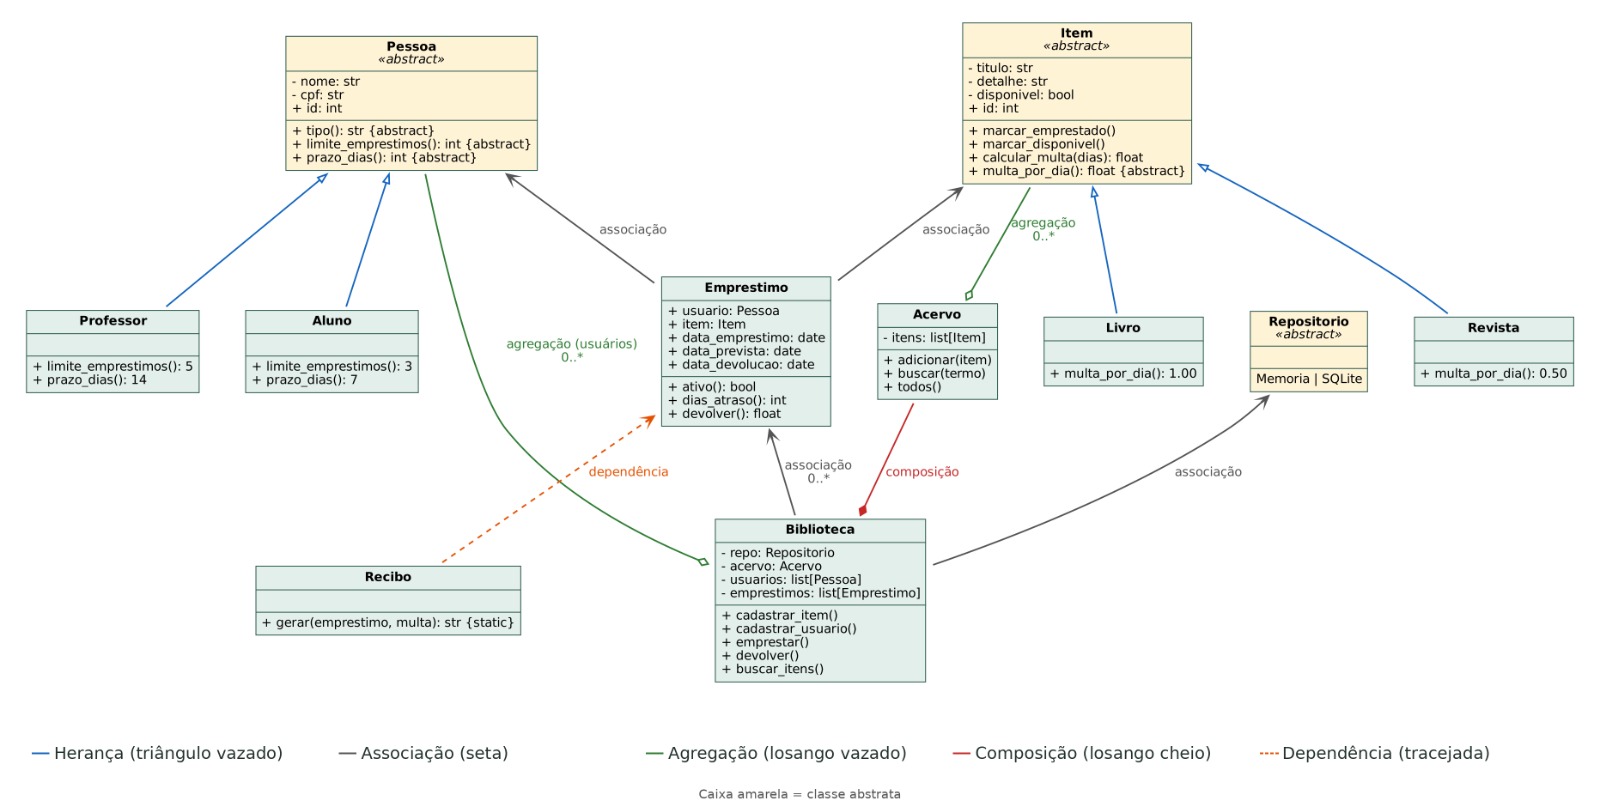 Pessoa
«abstract»
- nome: str
- cpf: str
+ id: int
+ tipo(): str {abstract}
+ limite_emprestimos(): int {abstract}
+ prazo_dias(): int {abstract}
Item
«abstract»
- titulo: str
- detalhe: str
- disponivel: bool
+ id: int
+ marcar_emprestado()
+ marcar_disponivel()
+ calcular_multa(dias): float
+ multa_por_dia(): float {abstract}
associação
associação
agregação
0..*
Professor
+ limite_emprestimos(): 5
+ prazo_dias(): 14
Aluno
+ limite_emprestimos(): 3
+ prazo_dias(): 7
agregação (usuários)
0..*
Emprestimo
+ usuario: Pessoa
+ item: Item
+ data_emprestimo: date
+ data_prevista: date
+ data_devolucao: date
+ ativo(): bool
+ dias_atraso(): int
+ devolver(): float
Acervo
- itens: list[Item]
+ adicionar(item)
+ buscar(termo)
+ todos()
Livro
+ multa_por_dia(): 1.00
Repositorio
«abstract»
Memoria | SQLite
Revista
+ multa_por_dia(): 0.50
dependência
associação
0..*
composição
associação
Recibo
+ gerar(emprestimo, multa): str {static}
Biblioteca
- repo: Repositorio
- acervo: Acervo
- usuarios: list[Pessoa]
- emprestimos: list[Emprestimo]
+ cadastrar_item()
+ cadastrar_usuario()
+ emprestar()
+ devolver()
+ buscar_itens()
Herança (triângulo vazado)
Associação (seta)
Agregação (losango vazado)
Composição (losango cheio)
Dependência (tracejada)
Caixa amarela = classe abstrata